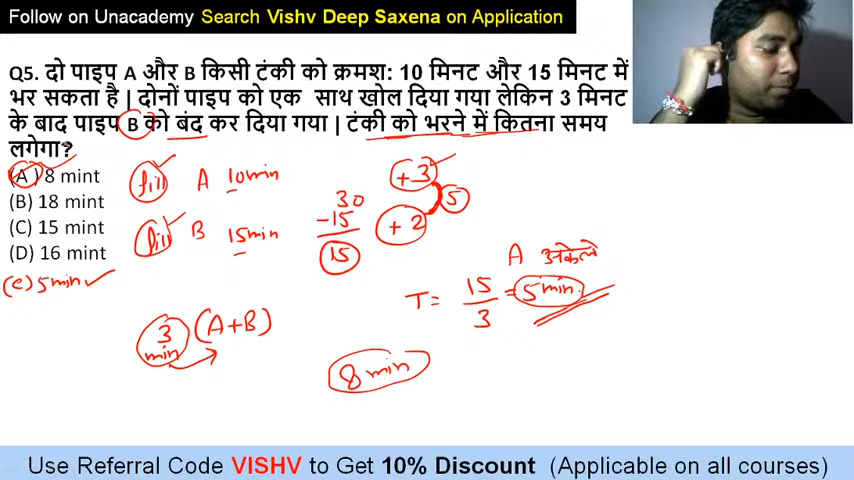 Follow on Unacademy Search Vishv Deep Saxena on Application
Q5. दो पाइप A और B किसी टंकी को क्रमश: 10 मिनट और 15 मिनट में
भर सकता है | दोनों पाइप को एक साथ खोल दिया गया लेकिन 3 मिनट
के बाद पाइप B को बंद कर दिया गया | टंकी को भरने में कितना समय
लगेगा?
(A) 8 mint
(B) 18 mint
(C) 15 mint
(D) 16 mint
(e) 5 min
fill A 10min
fill B 15min
30
-15
15
+3
+2
5
A अकेले
T = 15/3 = 5 min.
3 min (A+B)
8 min
Use Referral Code VISHV to Get 10% Discount (Applicable on all courses)